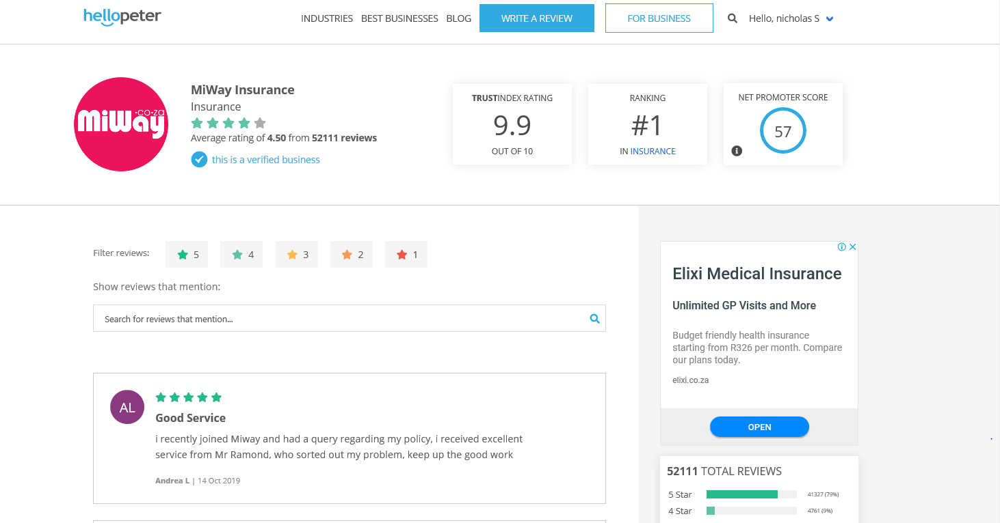 hellopeter
INDUSTRIES BEST BUSINESSES BLOG WRITE A REVIEW FOR BUSINESS Hello, nicholas S
MiWay .co.za
MiWay Insurance
Insurance
Average rating of 4.50 from 52111 reviews
this is a verified business
TRUSTINDEX RATING
9.9
OUT OF 10
RANKING
#1
IN INSURANCE
NET PROMOTER SCORE
57
Filter reviews: 5 4 3 2 1
Show reviews that mention:
Search for reviews that mention...
AL
Good Service
i recently joined Miway and had a query regarding my policy, i received excellent
service from Mr Ramond, who sorted out my problem, keep up the good work
Andrea L | 14 Oct 2019
Elixi Medical Insurance
Unlimited GP Visits and More
Budget friendly health insurance
starting from R326 per month. Compare
our plans today.
elixi.co.za
OPEN
52111 TOTAL REVIEWS
5 Star 41327 (79%)
4 Star 4761 (9%)